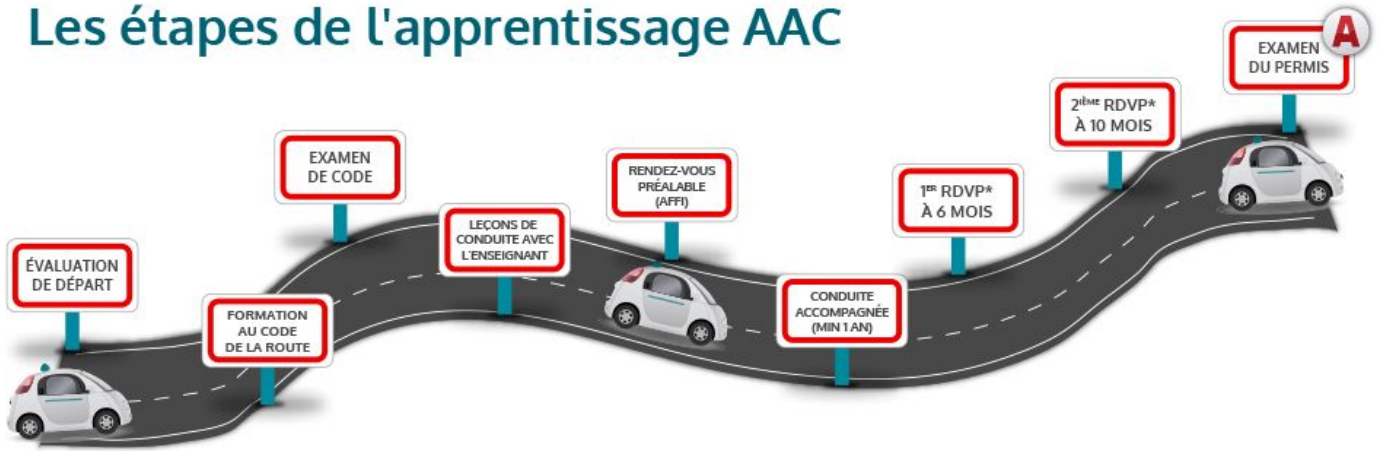 Les étapes de l'apprentissage AAC
ÉVALUATION
DE DÉPART
FORMATION
AU CODE
DE LA ROUTE
EXAMEN
DE CODE
LEÇONS DE
CONDUITE AVEC
L'ENSEIGNANT
RENDEZ-VOUS
PRÉALABLE
(AFFI)
CONDUITE
ACCOMPAGNÉE
(MIN 1 AN)
1ER RDVP*
À 6 MOIS
2IÈME RDVP*
À 10 MOIS
EXAMEN
DU PERMIS
A